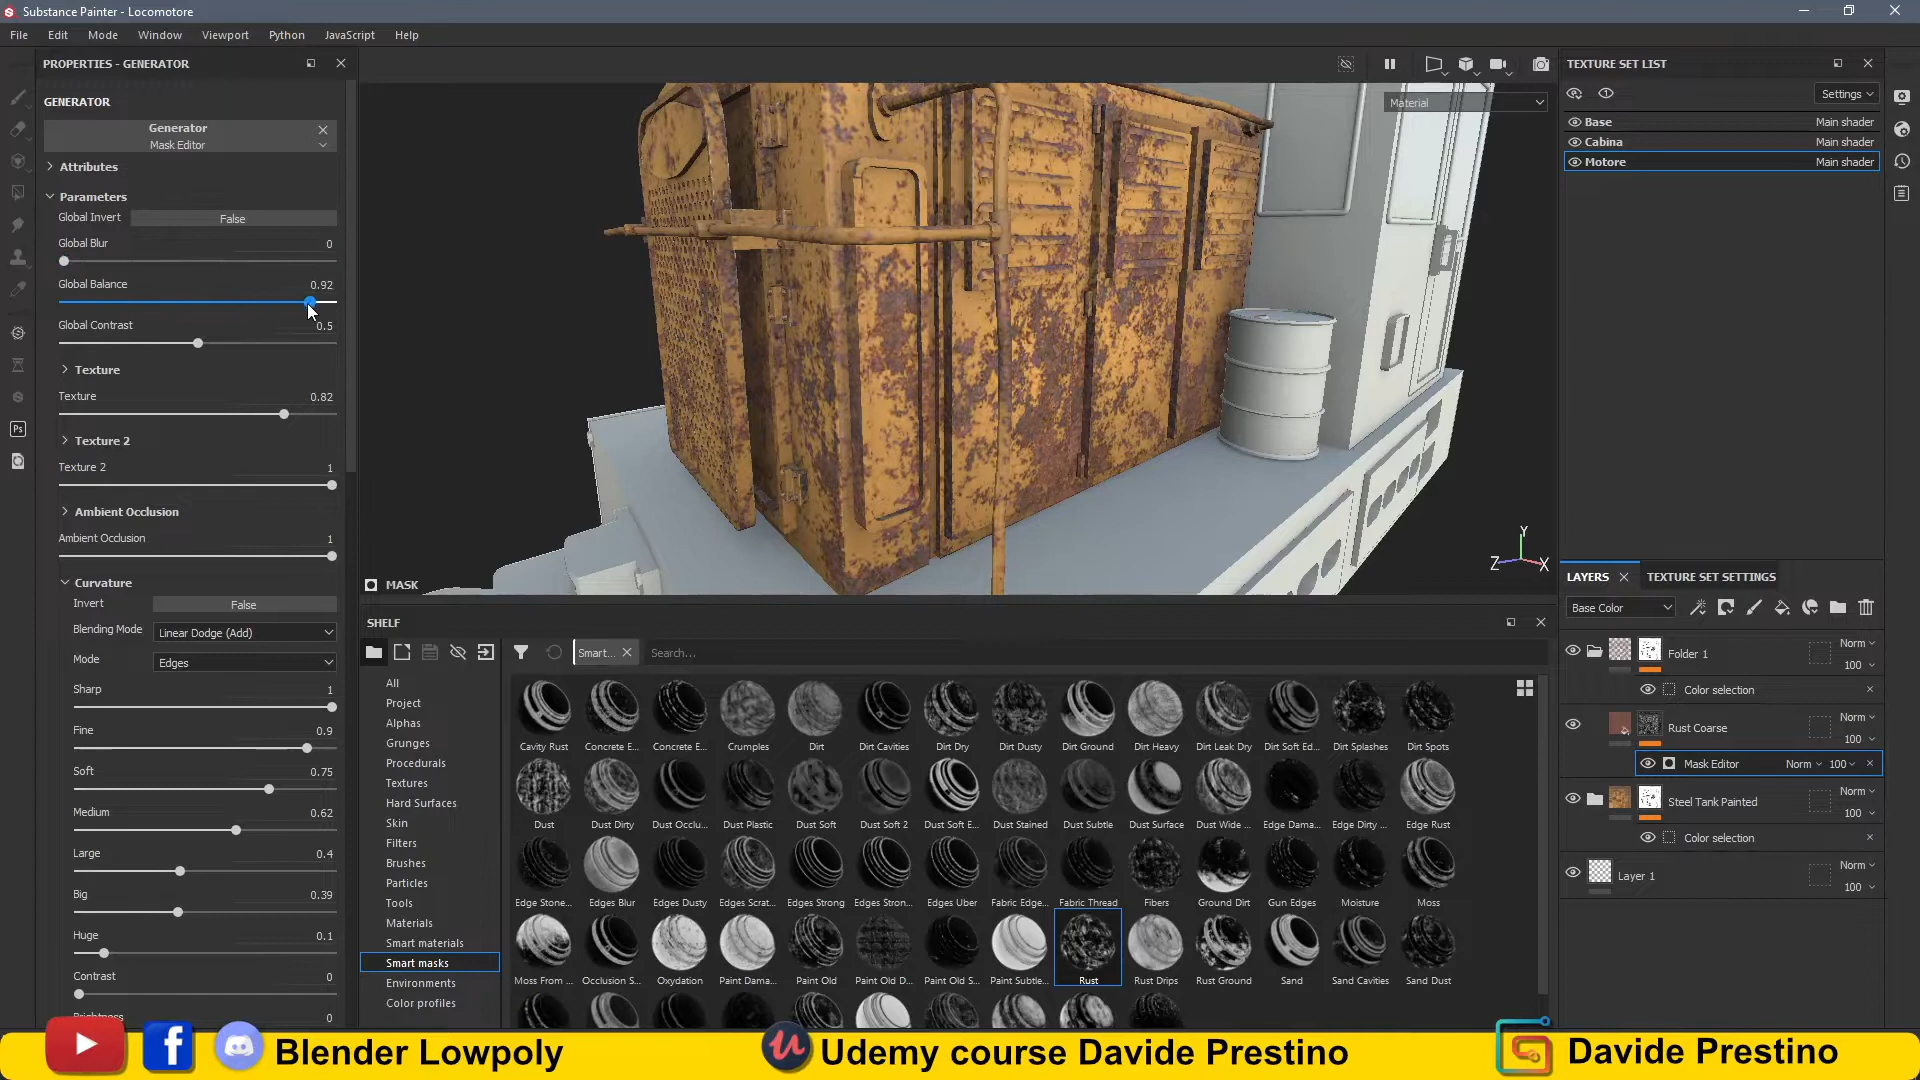 Substance Painter - Locomotore
File Edit Mode Window Viewport Python JavaScript Help
PROPERTIES - GENERATOR
GENERATOR
Generator
Mask Editor
Attributes
Parameters
Global Invert False
Global Blur 0
Global Balance 0.92
Global Contrast 0.5
Texture
Texture 0.82
Texture 2
Texture 2 1
Ambient Occlusion
Ambient Occlusion 1
Curvature
Invert False
Blending Mode Linear Dodge (Add)
Mode Edges
Sharp 1
Fine 0.9
Soft 0.75
Medium 0.62
Large 0.4
Big 0.39
Huge 0.1
Contrast 0
Brightness 0
Ps
Material
Y
Z X
MASK
SHELF
Smart... Search...
All
Project
Alphas
Grunges
Procedurals
Textures
Hard Surfaces
Skin
Filters
Brushes
Particles
Tools
Materials
Smart materials
Smart masks
Environments
Color profiles
Cavity Rust Concrete E... Concrete E... Crumples Dirt Dirt Cavities Dirt Dry Dirt Dusty Dirt Ground Dirt Heavy Dirt Leak Dry Dirt Soft Ed... Dirt Splashes Dirt Spots
Dust Dust Dirty Dust Occlu... Dust Plastic Dust Soft Dust Soft 2 Dust Soft E... Dust Stained Dust Subtle Dust Surface Dust Wide ... Edge Dama... Edge Dirty ... Edge Rust
Edge Stone... Edges Blur Edges Dusty Edges Scrat... Edges Strong Edges Stron... Edges Uber Fabric Edge... Fabric Thread Fibers Ground Dirt Gun Edges Moisture Moss
Moss From ... Occlusion S... Oxydation Paint Dama... Paint Old Paint Old D... Paint Old S... Paint Subtle... Rust Rust Drips Rust Ground Sand Sand Cavities Sand Dust
TEXTURE SET LIST
Settings
Base Main shader
Cabina Main shader
Motore Main shader
LAYERS TEXTURE SET SETTINGS
Base Color
Folder 1 Norm
100
Color selection
Rust Coarse Norm
100
Mask Editor Norm 100
Steel Tank Painted Norm
100
Color selection
Layer 1 Norm
100
Blender Lowpoly Udemy course Davide Prestino Davide Prestino